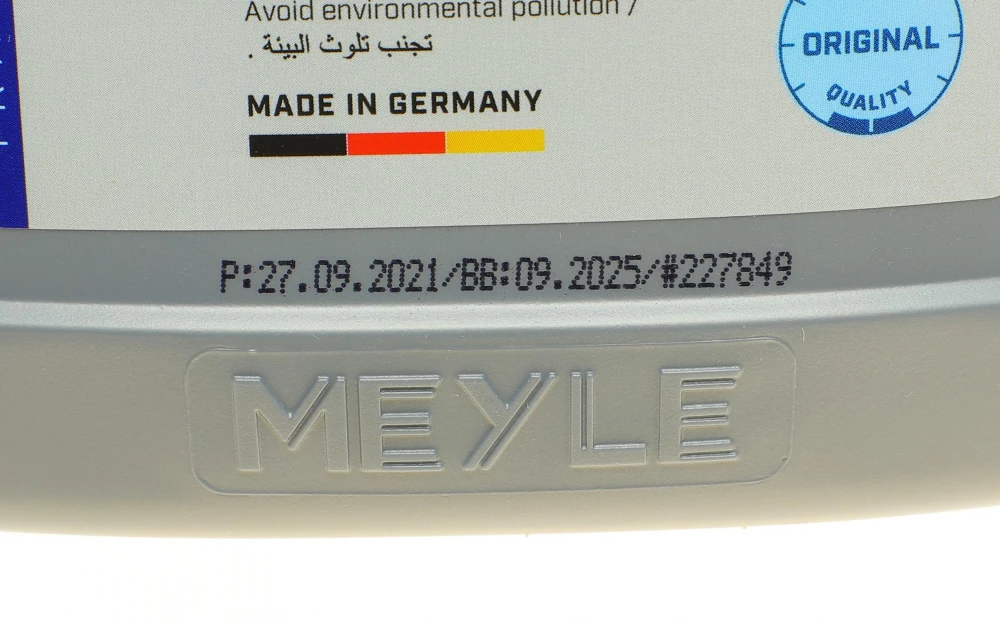 Avoid environmental pollution /
تجنب تلوث البيئة .
MADE IN GERMANY
ORIGINAL
QUALITY
P:27.09.2021/BB:09.2025/#227849
MEYLE